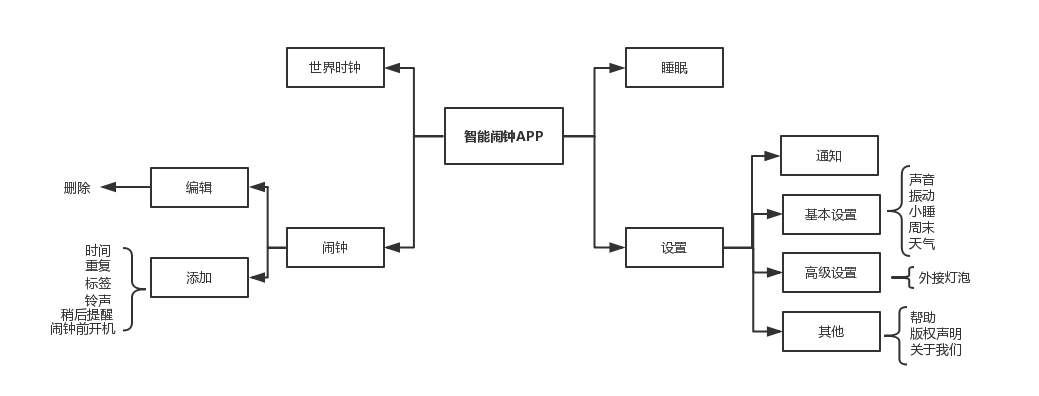 世界时钟
睡眠
智能闹钟APP
通知
编辑
删除
声音
振动
小睡
周末
天气
基本设置
闹钟
设置
时间
重复
标签
铃声
稍后提醒
闹钟前开机
添加
高级设置
外接灯泡
其他
帮助
版权声明
关于我们